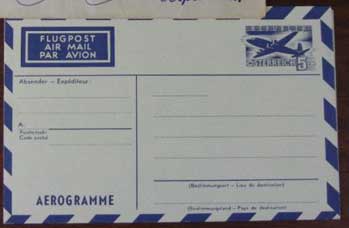 FLUGPOST
AIR MAIL
PAR AVION
REPUBLIK
ÖSTERREICH 5
Absender – Expéditeur:
A:
Postleitzahl
Code postal
AEROGRAMME
(Bestimmungsort – Lieu de destination)
(Bestimmungsland – Pays de destination)